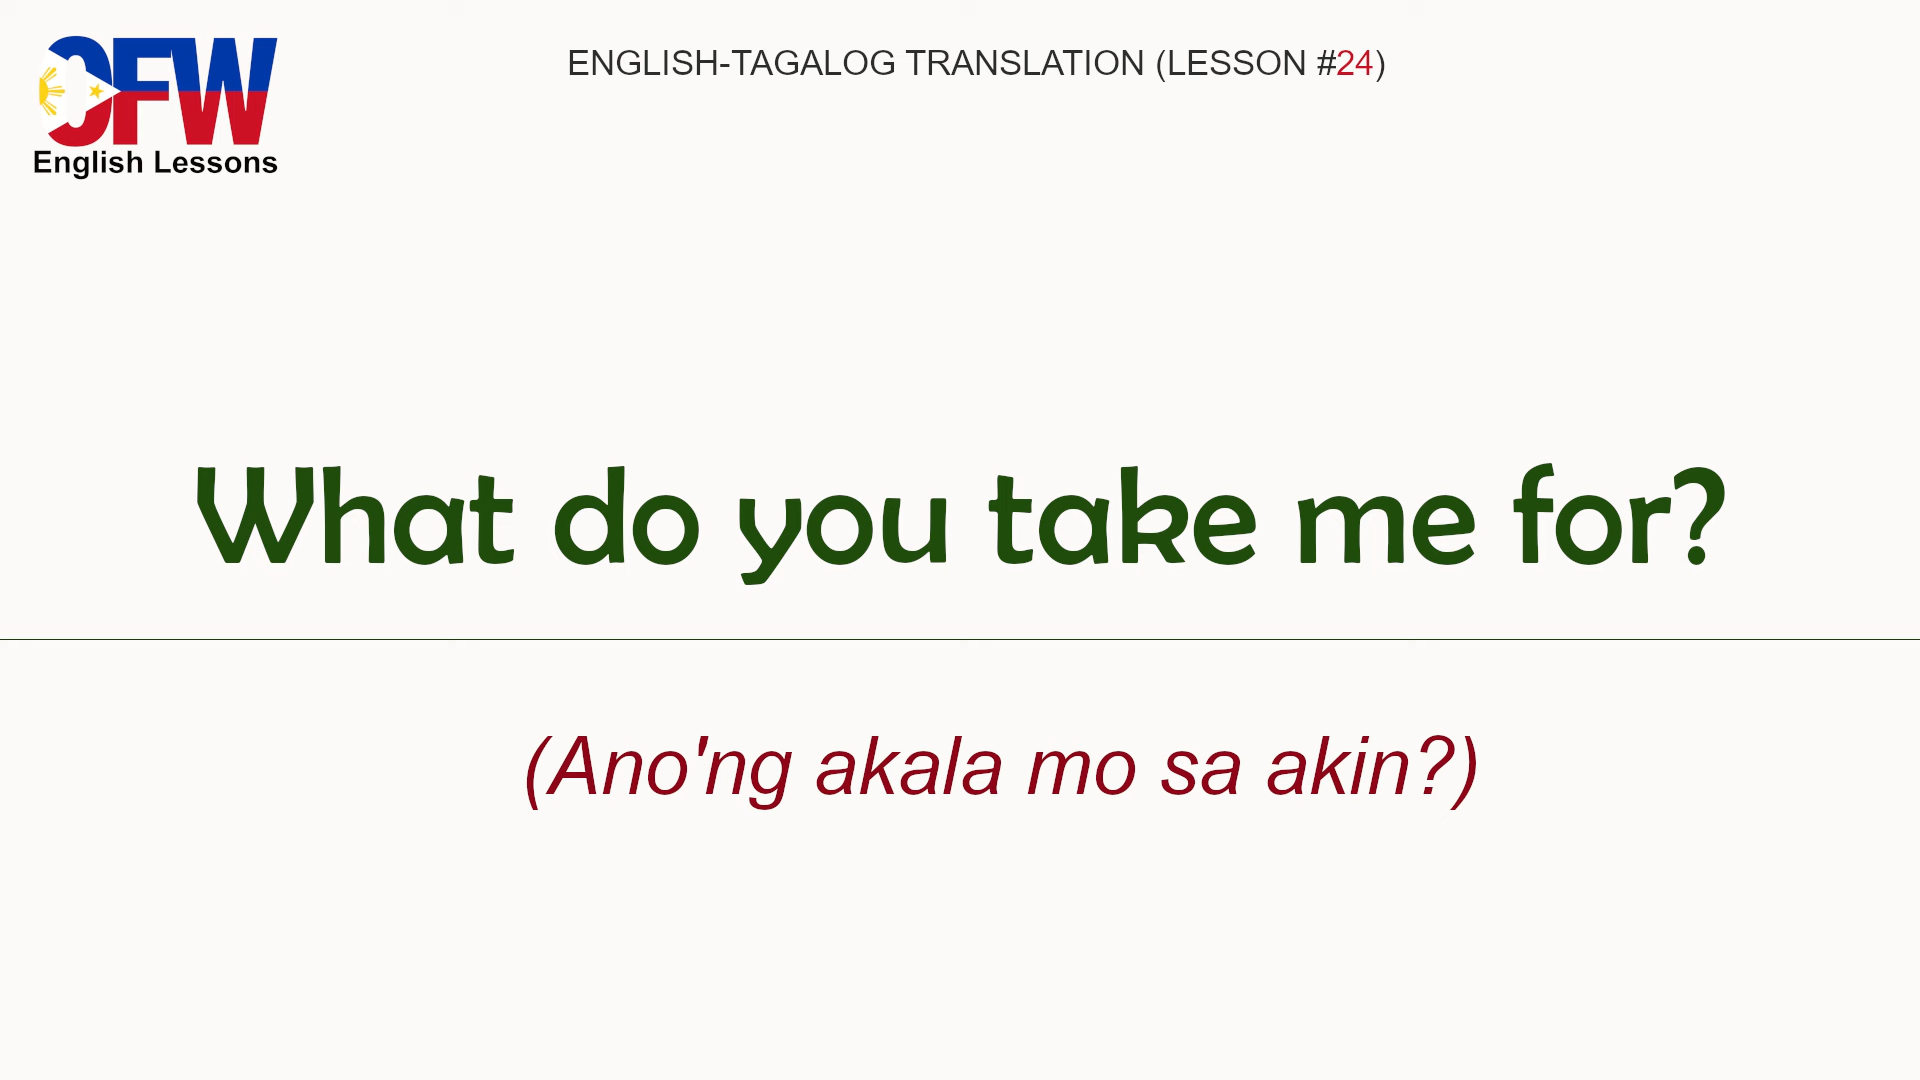 OFW
English Lessons
ENGLISH-TAGALOG TRANSLATION (LESSON #24)
What do you take me for?
(Ano'ng akala mo sa akin?)